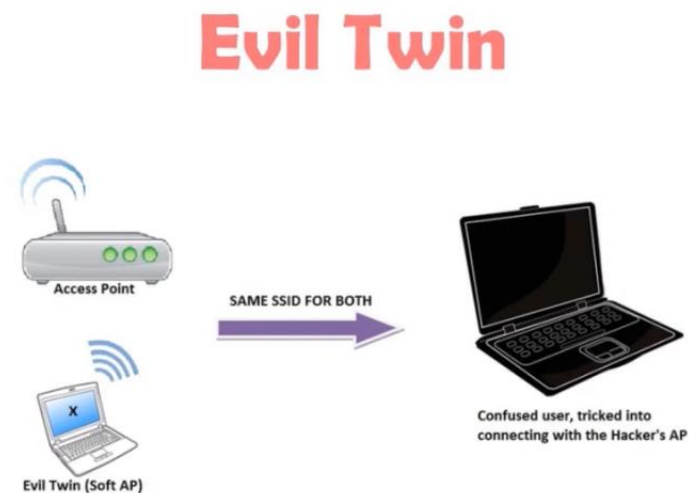 Evil Twin
Access Point
SAME SSID FOR BOTH
X
Evil Twin (Soft AP)
Confused user, tricked into
connecting with the Hacker's AP